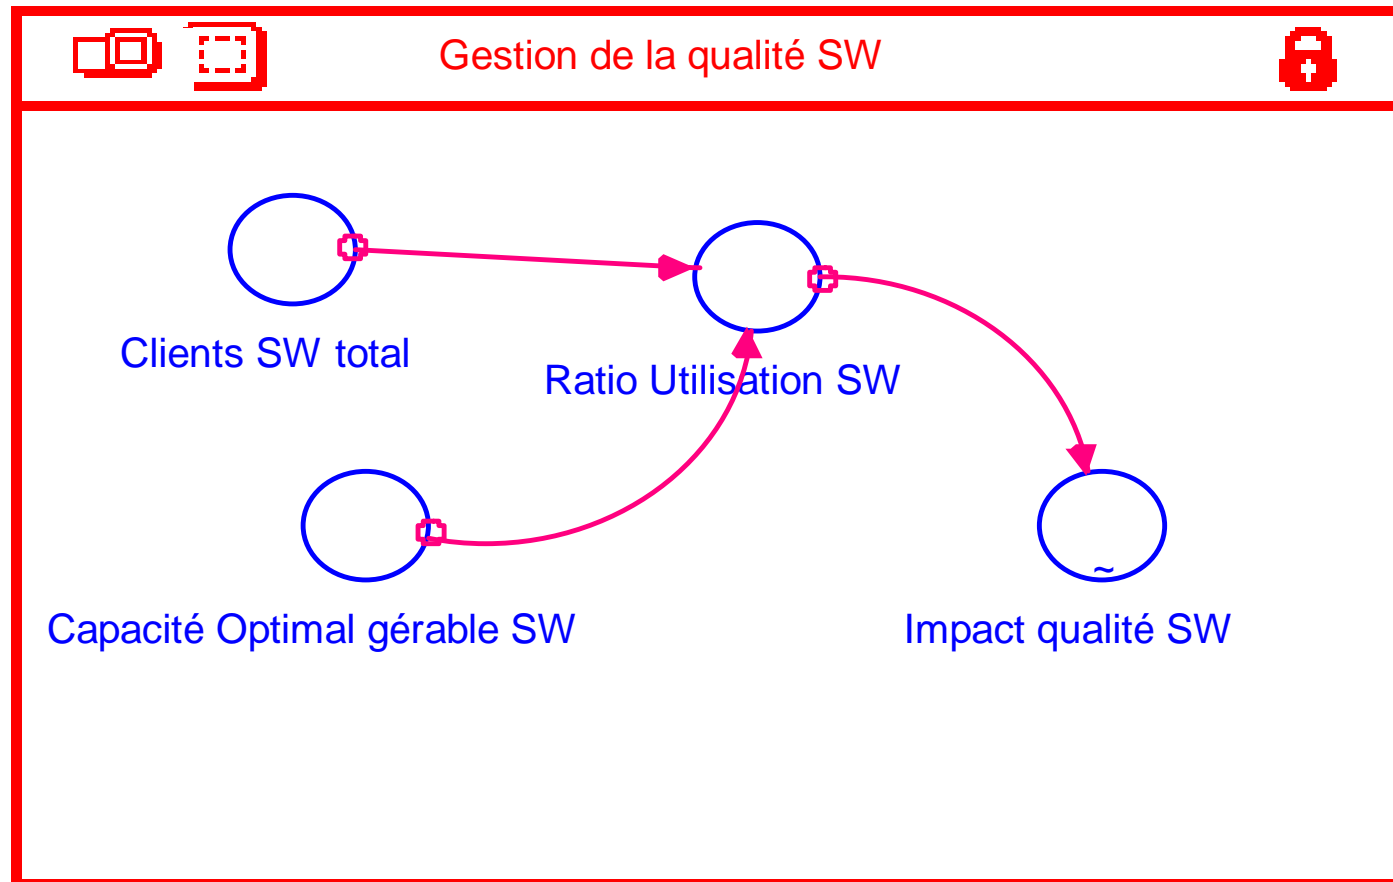 Gestion de la qualité SW
Clients SW total
Ratio Utilisation SW
~
Capacité Optimal gérable SW
Impact qualité SW